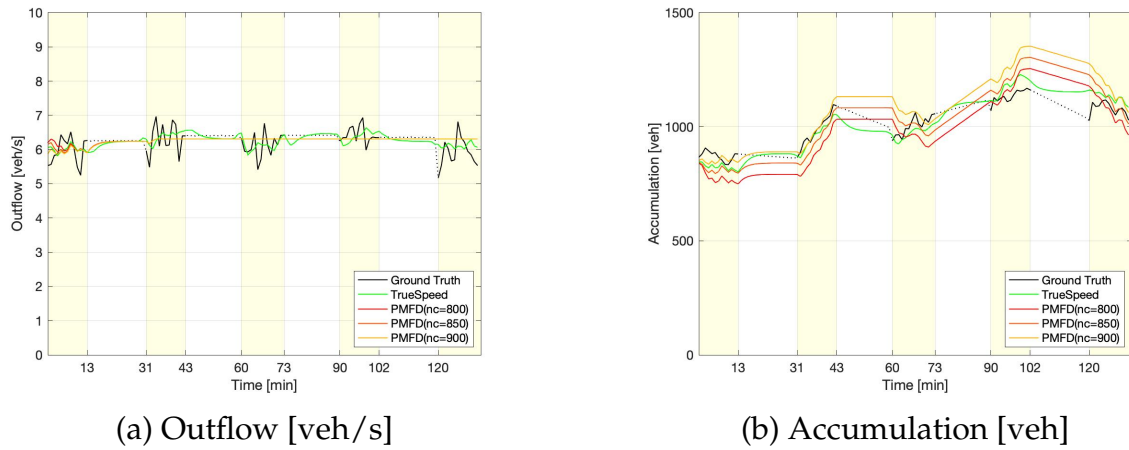 10
9
8
7
6
5
4
3
2
1
0
Outflow [veh/s]
13 31 43 60 73 90 102 120
Time [min]
Ground Truth
TrueSpeed
PMFD(nc=800)
PMFD(nc=850)
PMFD(nc=900)
(a) Outflow [veh/s]
1500
1000
500
0
Accumulation [veh]
13 31 43 60 73 90 102 120
Time [min]
Ground Truth
TrueSpeed
PMFD(nc=800)
PMFD(nc=850)
PMFD(nc=900)
(b) Accumulation [veh]